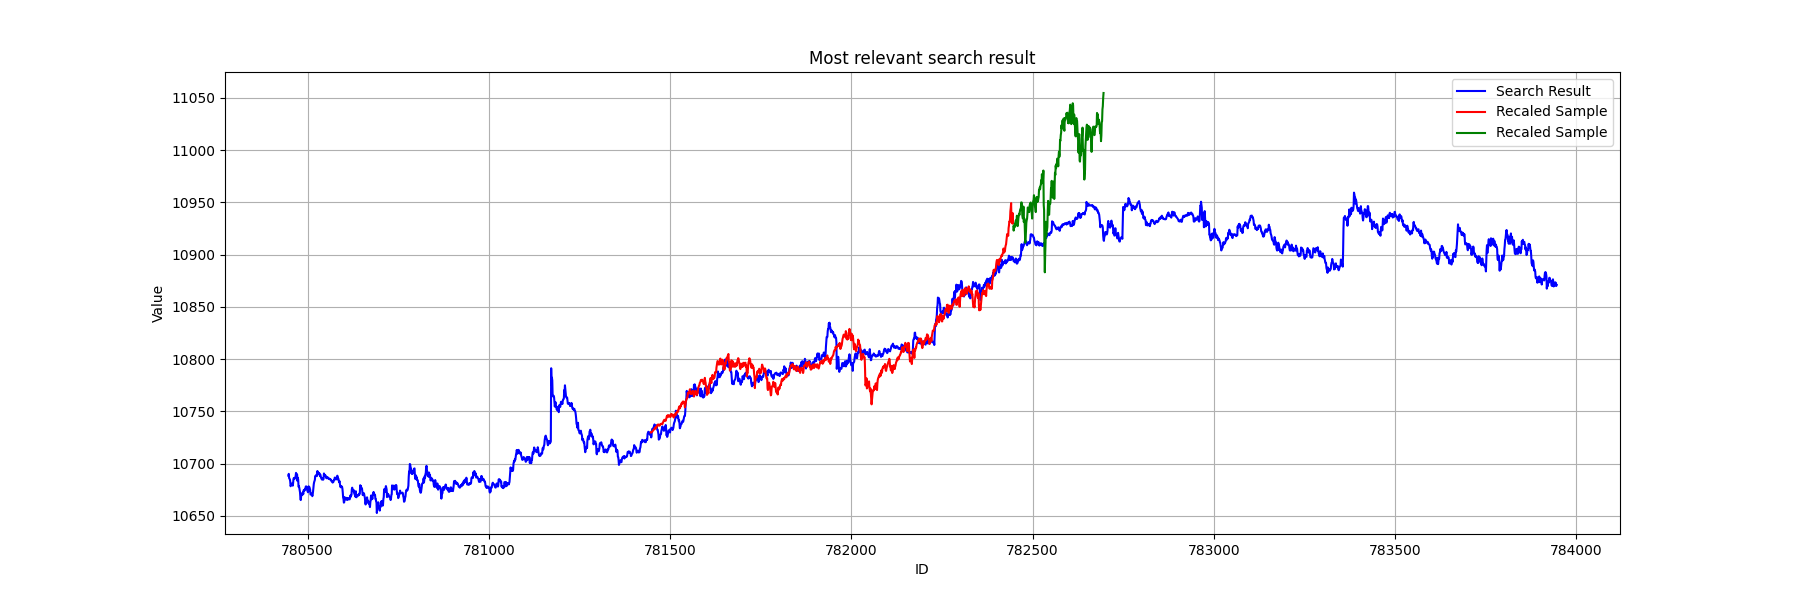 Most relevant search result
11050
11000
10950
10900
10850
10800
10750
10700
10650
Value
Search Result
Recaled Sample
Recaled Sample
780500 781000 781500 782000 782500 783000 783500 784000
ID